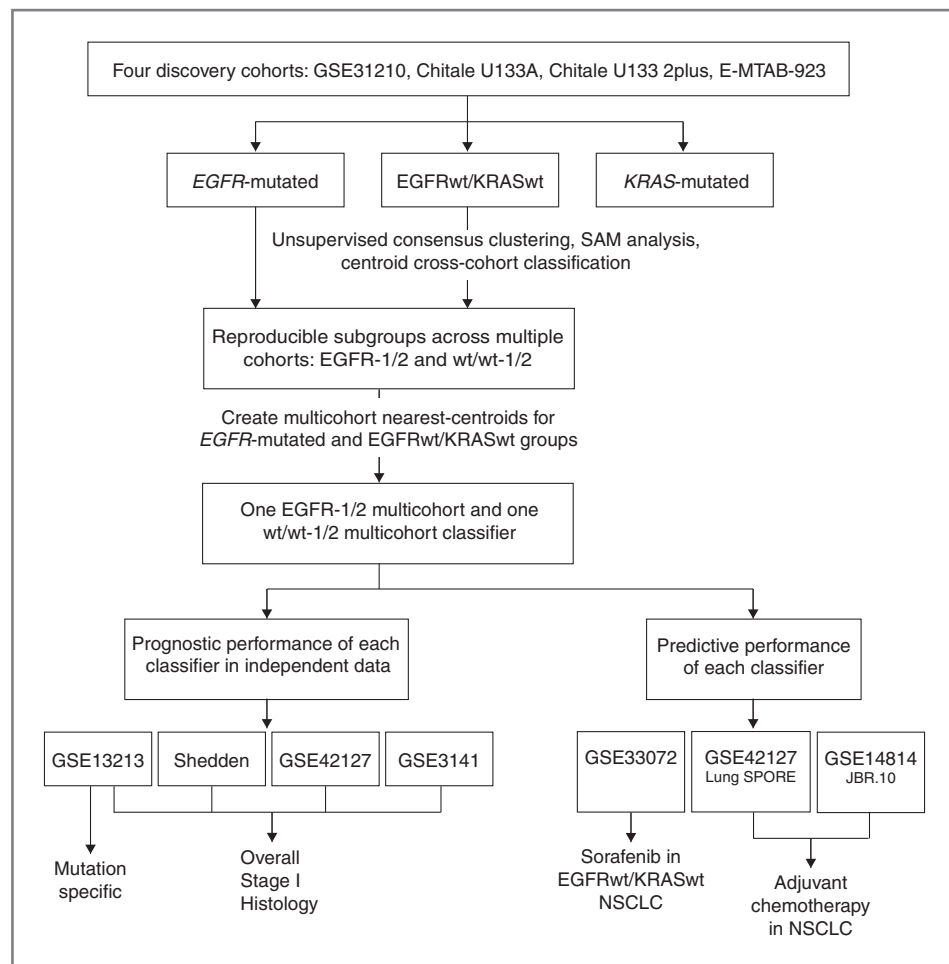 Four discovery cohorts: GSE31210, Chitale U133A, Chitale U133 2plus, E-MTAB-923
EGFR-mutated
EGFRwt/KRASwt
KRAS-mutated
Unsupervised consensus clustering, SAM analysis,
centroid cross-cohort classification
Reproducible subgroups across multiple
cohorts: EGFR-1/2 and wt/wt-1/2
Create multicohort nearest-centroids for
EGFR-mutated and EGFRwt/KRASwt groups
One EGFR-1/2 multicohort and one
wt/wt-1/2 multicohort classifier
Prognostic performance of each
classifier in independent data
Predictive performance
of each classifier
GSE13213
Shedden
GSE42127
GSE3141
GSE33072
GSE42127
Lung SPORE
GSE14814
JBR.10
Mutation
specific
Overall
Stage I
Histology
Sorafenib in
EGFRwt/KRASwt
NSCLC
Adjuvant
chemotherapy
in NSCLC